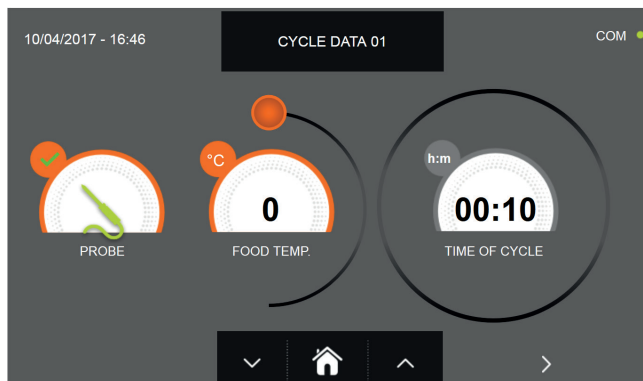 10/04/2017 - 16:46
CYCLE DATA 01
COM
°C
h:m
0
00:10
PROBE
FOOD TEMP.
TIME OF CYCLE